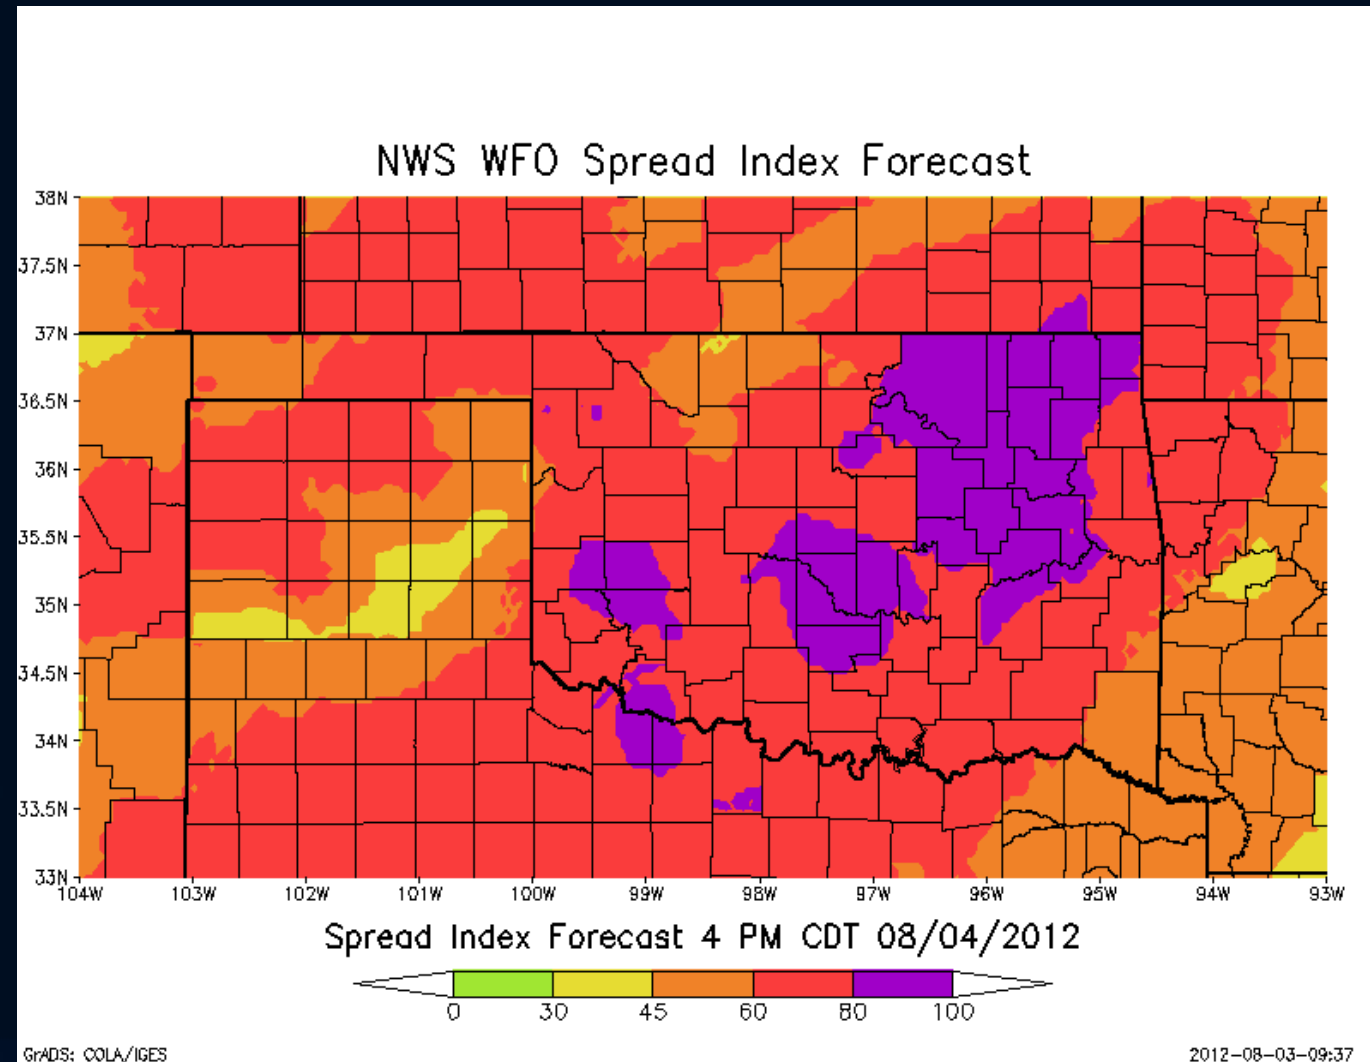 NWS WFO Spread Index Forecast
38N
37.5N
37N
36.5N
36N
35.5N
35N
34.5N
34N
33.5N
33N
104W 103W 102W 101W 100W 99W 98W 97W 96W 95W 94W 93W
Spread Index Forecast 4 PM CDT 08/04/2012
0 30 45 60 80 100
GrADS: COLA/IGES 2012-08-03-09:37